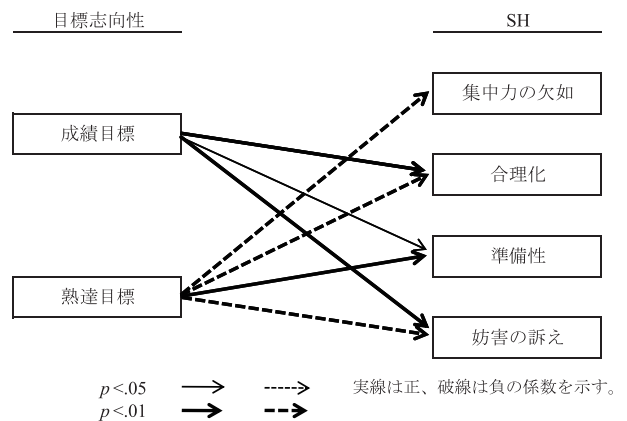 目標志向性
SH
集中力の欠如
成績目標
合理化
準備性
熟達目標
妨害の訴え
p<.05
実線は正、破線は負の係数を示す。
p<.01